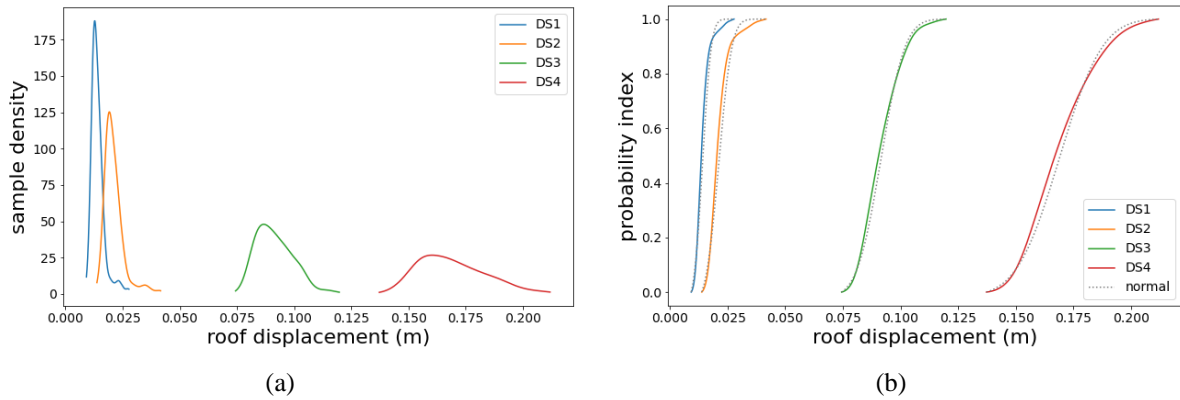 175
150
125
100
75
50
25
0
sample density
DS1
DS2
DS3
DS4
0.000 0.025 0.050 0.075 0.100 0.125 0.150 0.175 0.200
roof displacement (m)
(a)
1.0
0.8
0.6
0.4
0.2
0.0
probability index
DS1
DS2
DS3
DS4
normal
0.000 0.025 0.050 0.075 0.100 0.125 0.150 0.175 0.200
roof displacement (m)
(b)